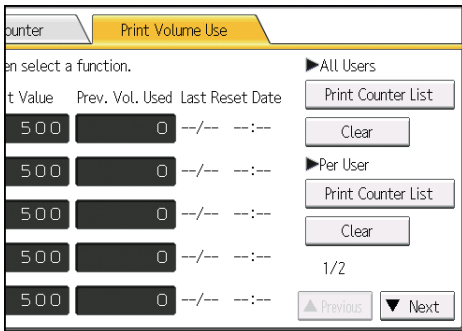 ounter Print Volume Use
en select a function. ▶All Users
t Value Prev. Vol. Used Last Reset Date Print Counter List
500 0 --/-- --:-- Clear
▶Per User
500 0 --/-- --:-- Print Counter List
500 0 --/-- --:-- Clear
500 0 --/-- --:-- 1/2
500 0 --/-- --:-- ▲ Previous ▼ Next